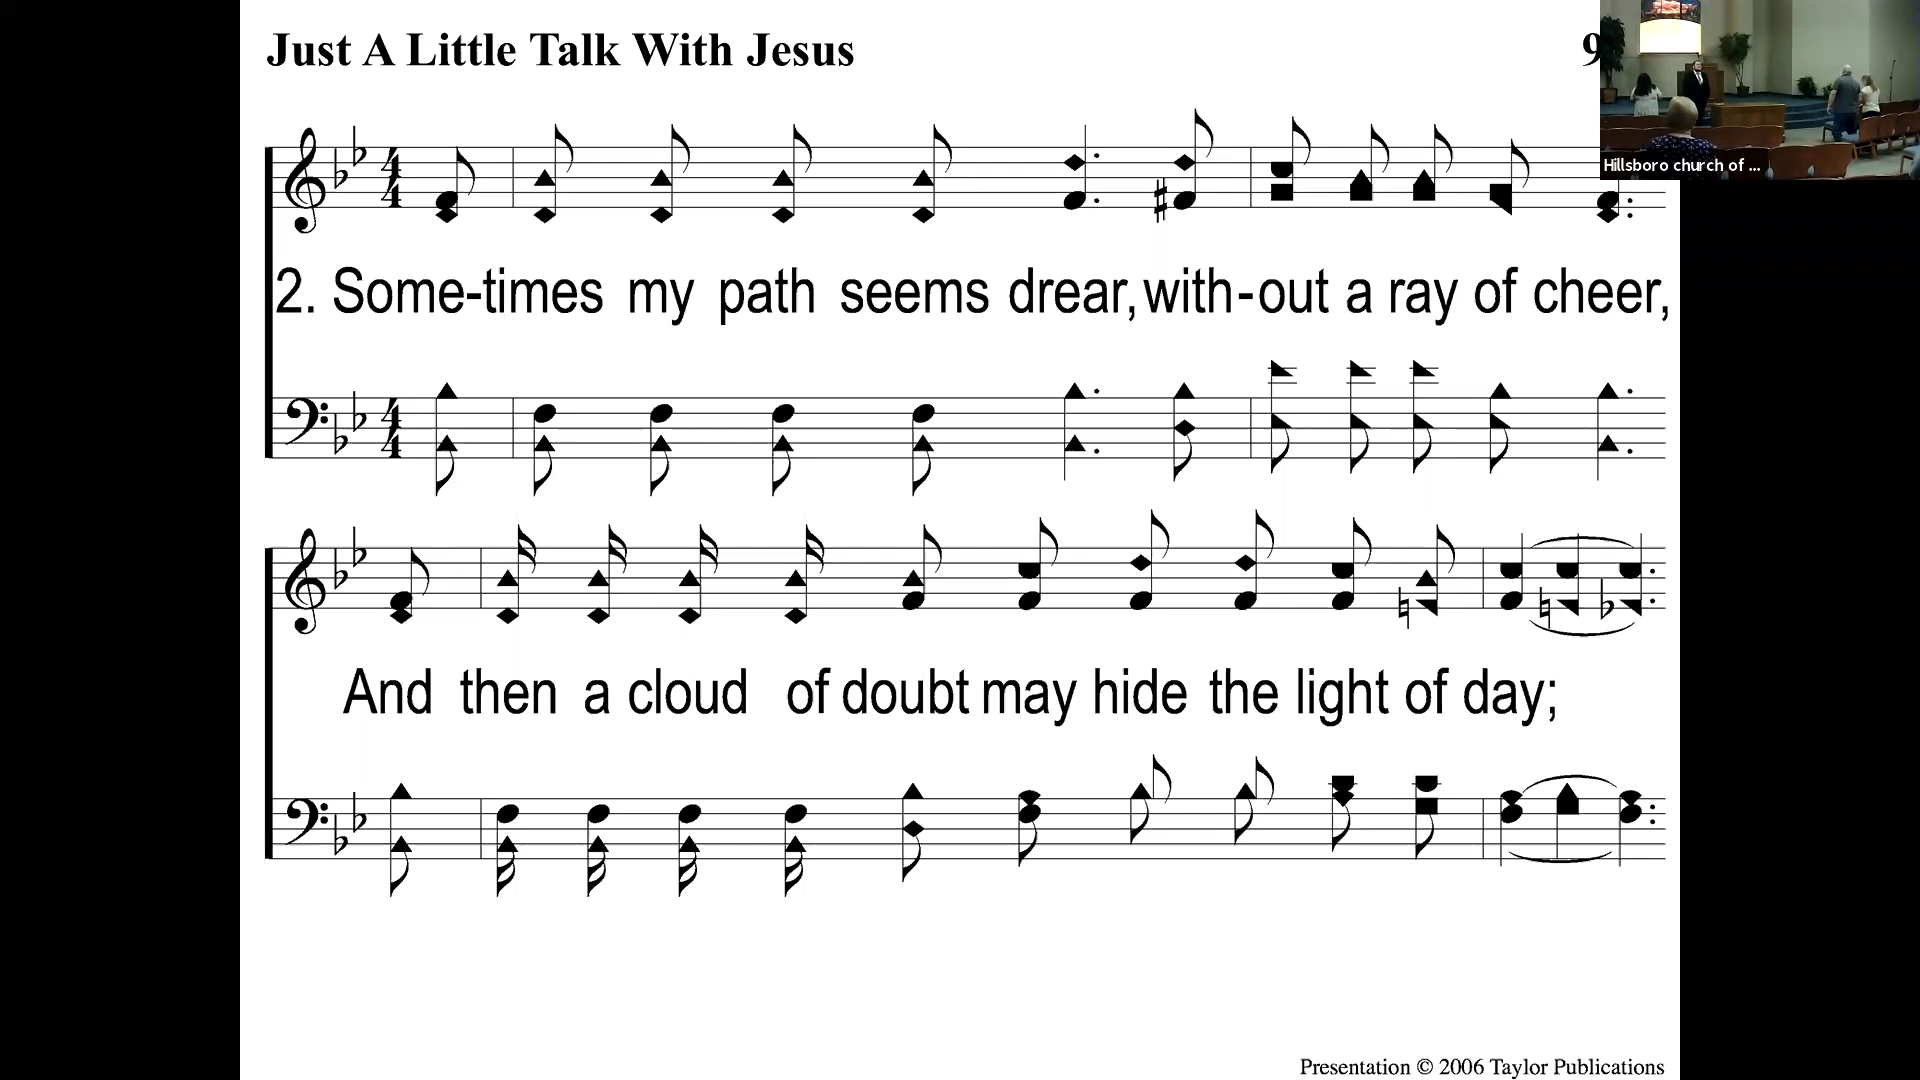 Just A Little Talk With Jesus 9
Hillsboro church of ...
2. Some-times my path seems drear, with-out a ray of cheer,
And then a cloud of doubt may hide the light of day;
Presentation © 2006 Taylor Publications